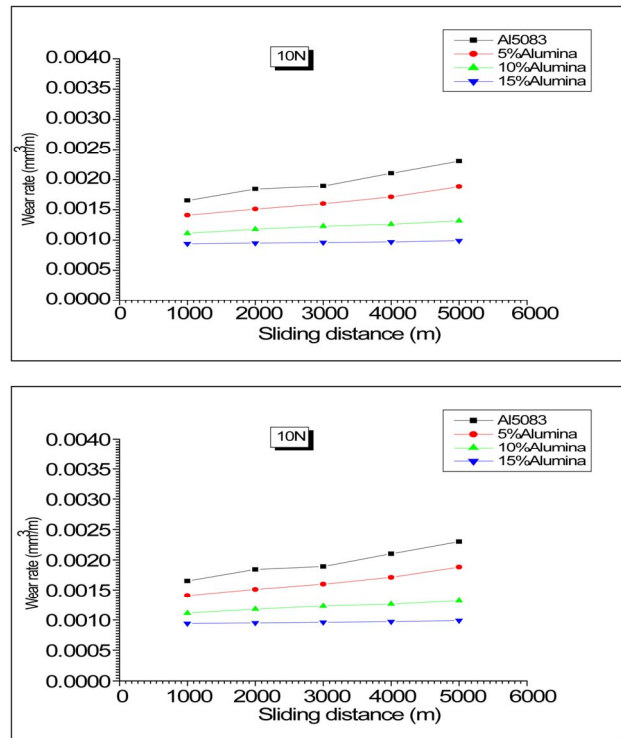 0.0040
0.0035
0.0030
0.0025
0.0020
0.0015
0.0010
0.0005
0.0000
Wear rate (mm3/m)
10N
Al5083
5%Alumina
10%Alumina
15%Alumina
0 1000 2000 3000 4000 5000 6000
Sliding distance (m)
0.0040
0.0035
0.0030
0.0025
0.0020
0.0015
0.0010
0.0005
0.0000
Wear rate (mm3/m)
10N
Al5083
5%Alumina
10%Alumina
15%Alumina
0 1000 2000 3000 4000 5000 6000
Sliding distance (m)